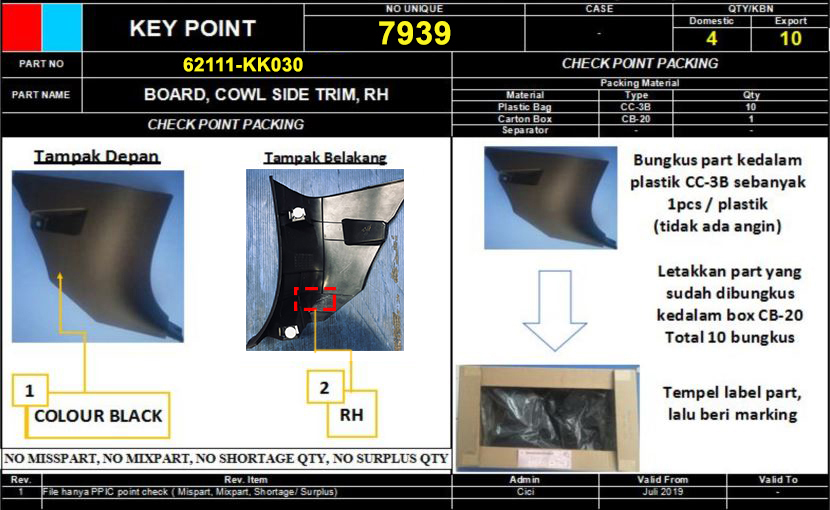 KEY POINT
NO UNIQUE
7939
CASE
-
QTY/KBN
Domestic
Export
4
10
PART NO
62111-KK030
PART NAME
BOARD, COWL SIDE TRIM, RH
CHECK POINT PACKING
CHECK POINT PACKING
Packing Material
Material Type Qty
Plastic Bag CC-3B 10
Carton Box CB-20 1
Separator - -
Tampak Depan
Tampak Belakang
1
COLOUR BLACK
2
RH
Bungkus part kedalam
plastik CC-3B sebanyak
1pcs / plastik
(tidak ada angin)
Letakkan part yang
sudah dibungkus
kedalam box CB-20
Total 10 bungkus
Tempel label part,
lalu beri marking
NO MISSPART, NO MIXPART, NO SHORTAGE QTY, NO SURPLUS QTY
Rev. Rev. Item Admin Valid From Valid To
1 File hanya PPIC point check ( Mispart, Mixpart, Shortage/ Surplus) Cici Juli 2019 -